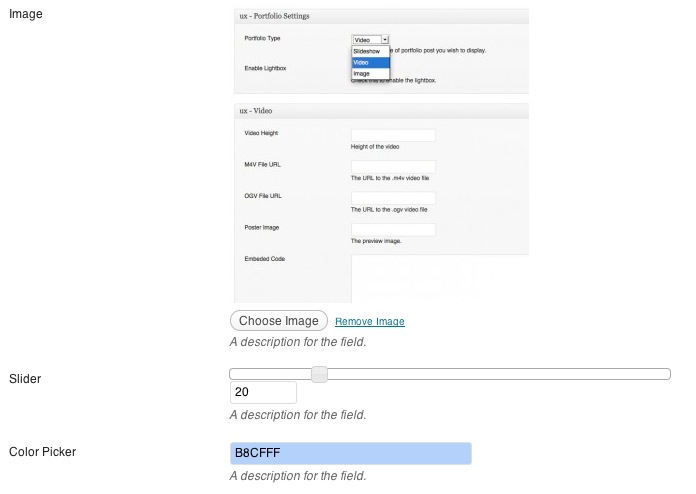 Image
ux - Portfolio Settings
Portfolio Type
Video
Slideshow
Video
Image
e of portfolio post you wish to display.
Enable Lightbox
Check this to enable the lightbox.
ux - Video
Video Height
Height of the video
M4V File URL
The URL to the .m4v video file
OGV File URL
The URL to the .ogv video file
Poster Image
The preview image.
Embeded Code
Choose Image Remove Image
A description for the field.
Slider
20
A description for the field.
Color Picker B8CFFF
A description for the field.